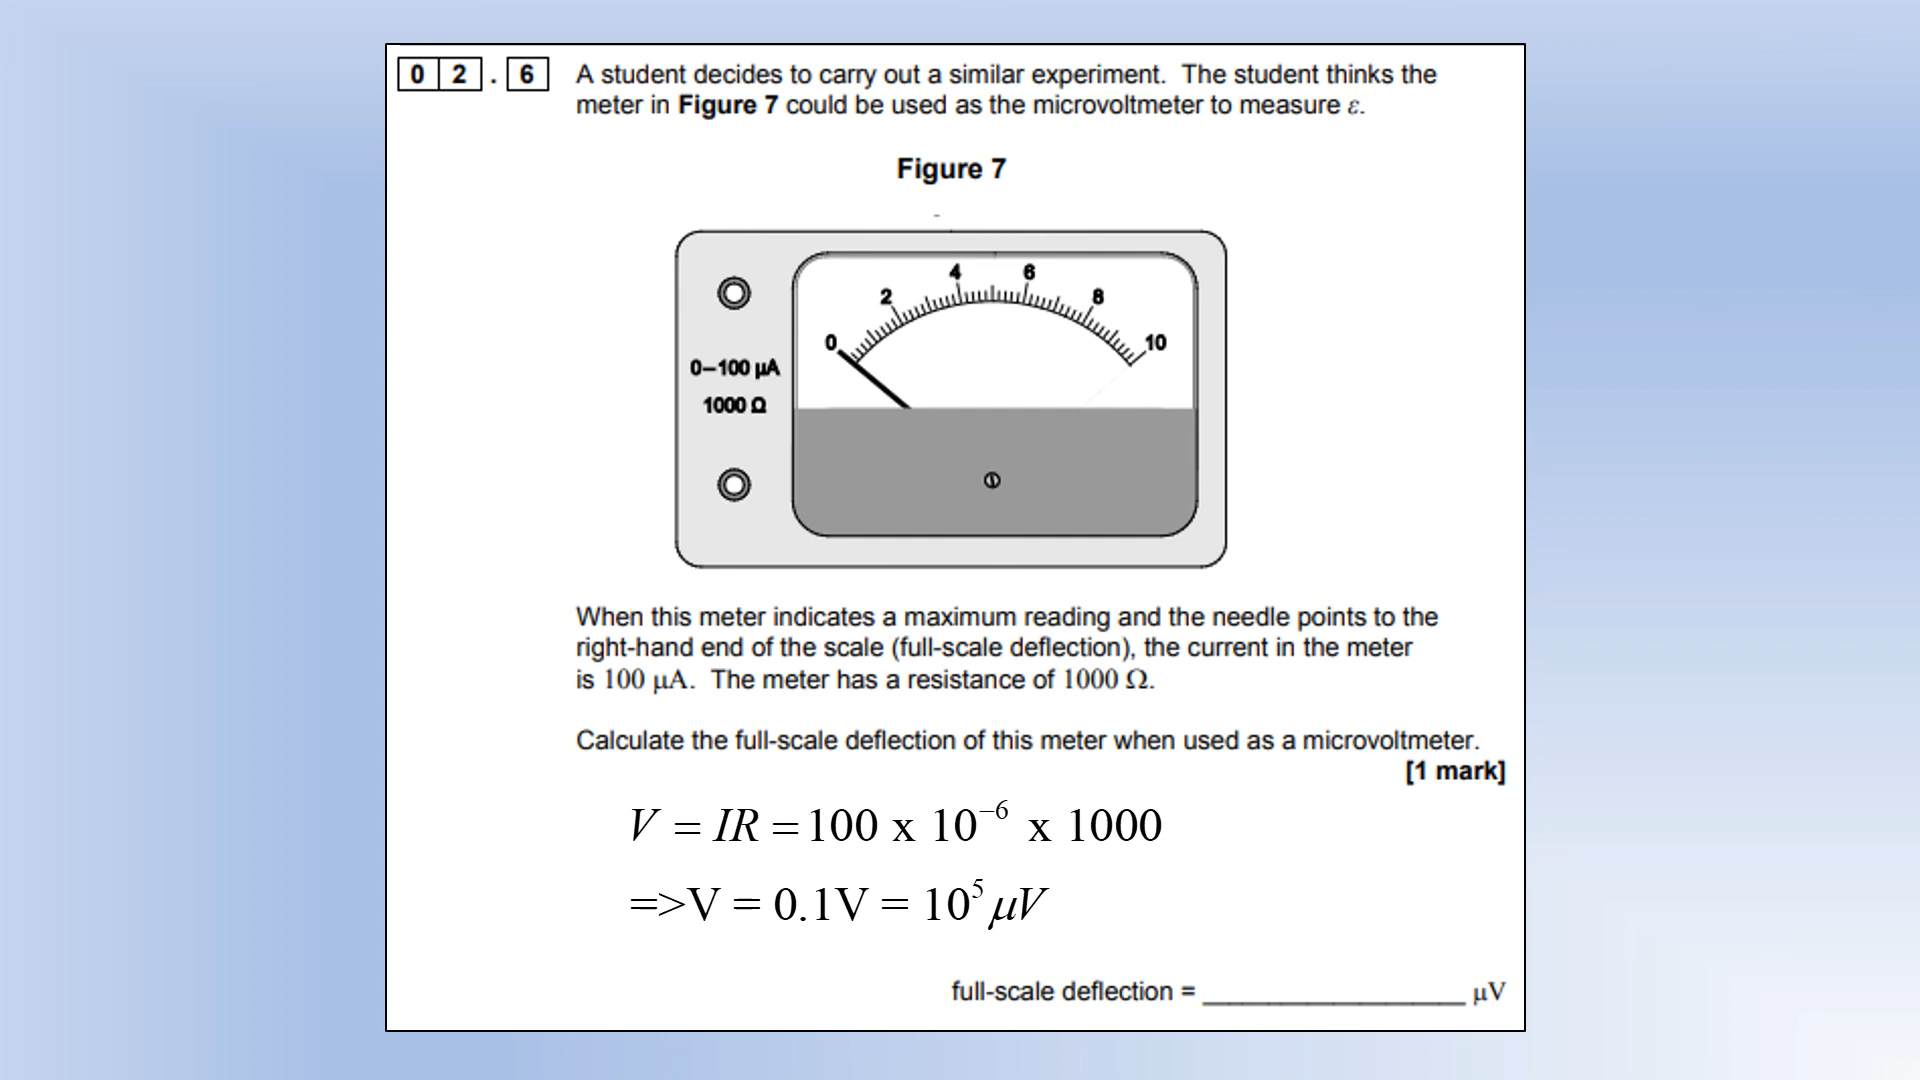 02.6 A student decides to carry out a similar experiment. The student thinks the
meter in Figure 7 could be used as the microvoltmeter to measure ε.
Figure 7
0 2 4 6 8 10
0–100 μA
1000 Ω
When this meter indicates a maximum reading and the needle points to the
right-hand end of the scale (full-scale deflection), the current in the meter
is 100 μA. The meter has a resistance of 1000 Ω.
Calculate the full-scale deflection of this meter when used as a microvoltmeter.
[1 mark]
V = IR = 100 x 10⁻⁶ x 1000
=>V = 0.1V = 10⁵ μV
full-scale deflection = ____________________ μV